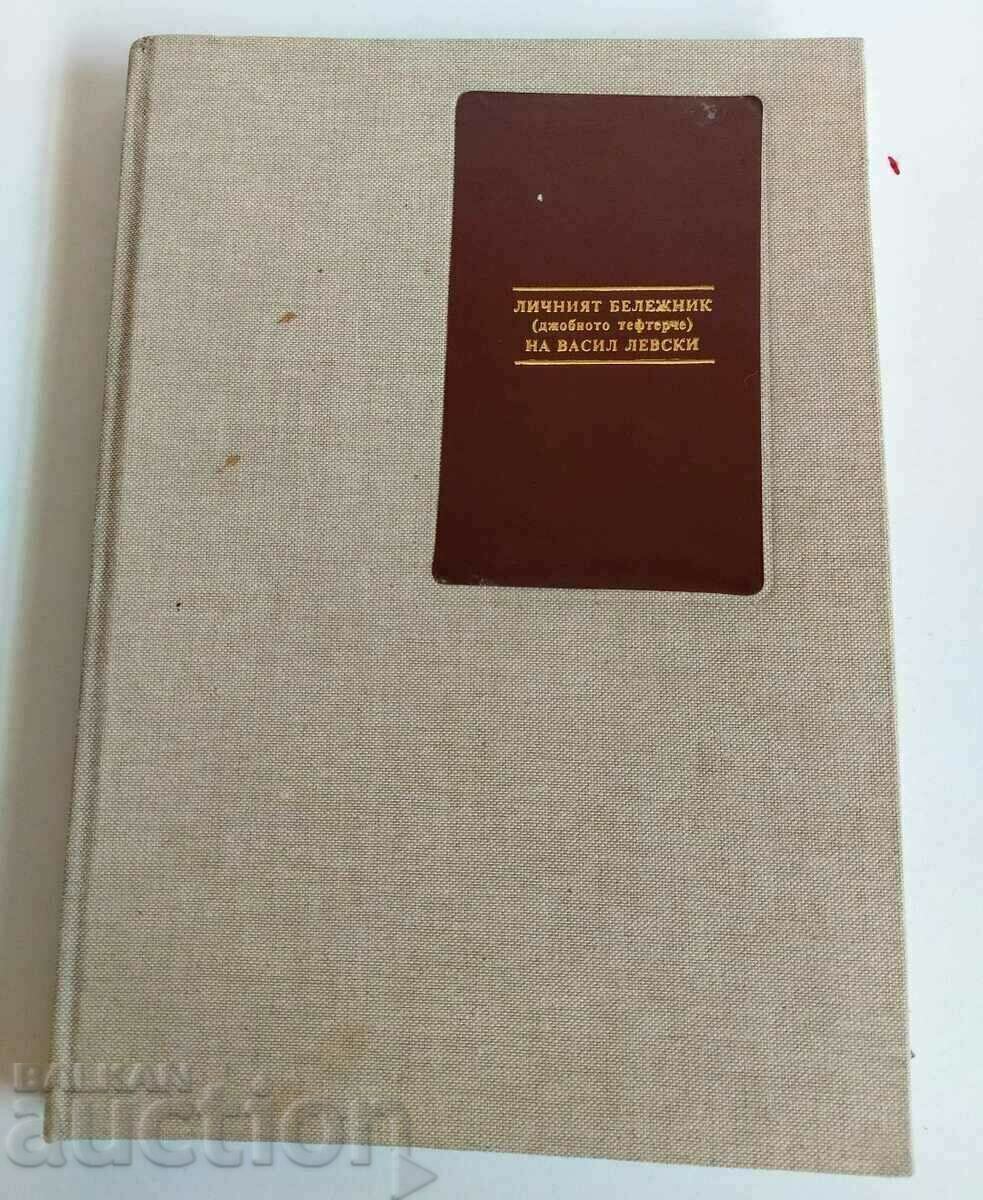 ЛИЧНИЯТ БЕЛЕЖНИК
(джобното тефтерче)
НА ВАСИЛ ЛЕВСКИ
BALKAN
auction